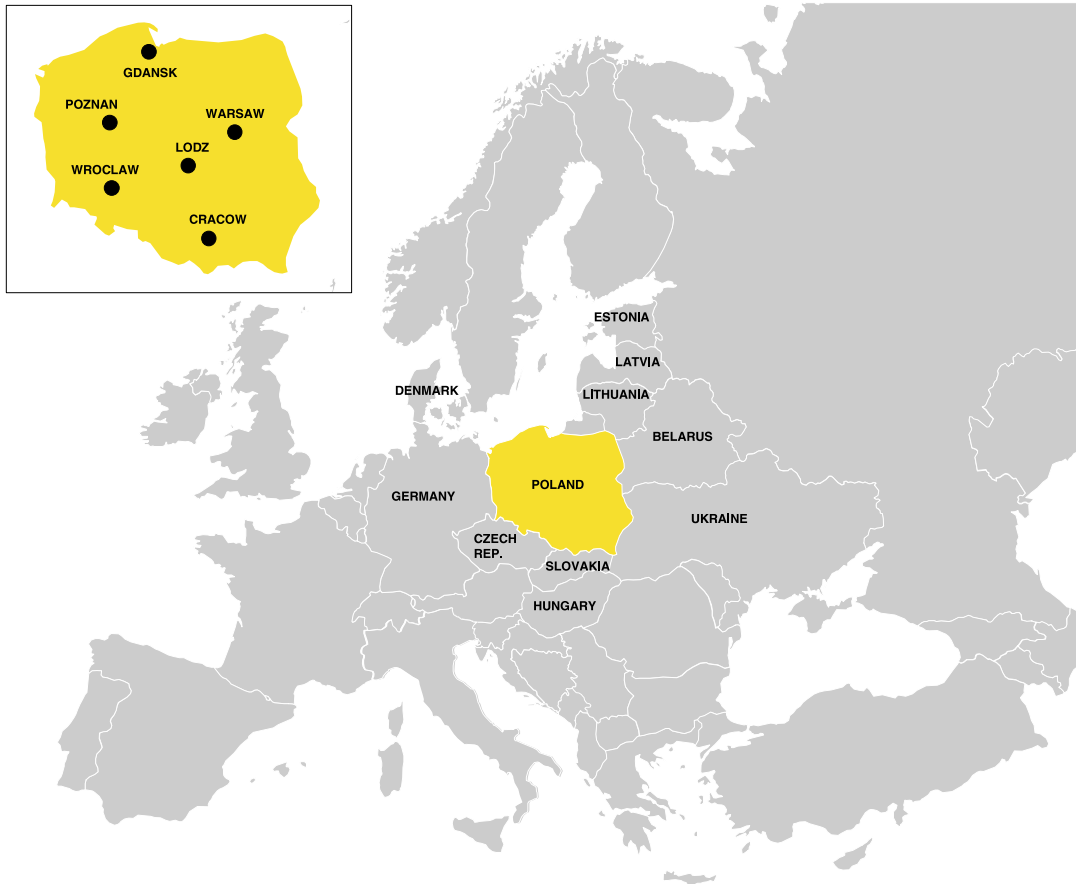 GDANSK
POZNAN
WARSAW
LODZ
WROCLAW
CRACOW
ESTONIA
LATVIA
DENMARK
LITHUANIA
BELARUS
POLAND
GERMANY
UKRAINE
CZECH
REP.
SLOVAKIA
HUNGARY